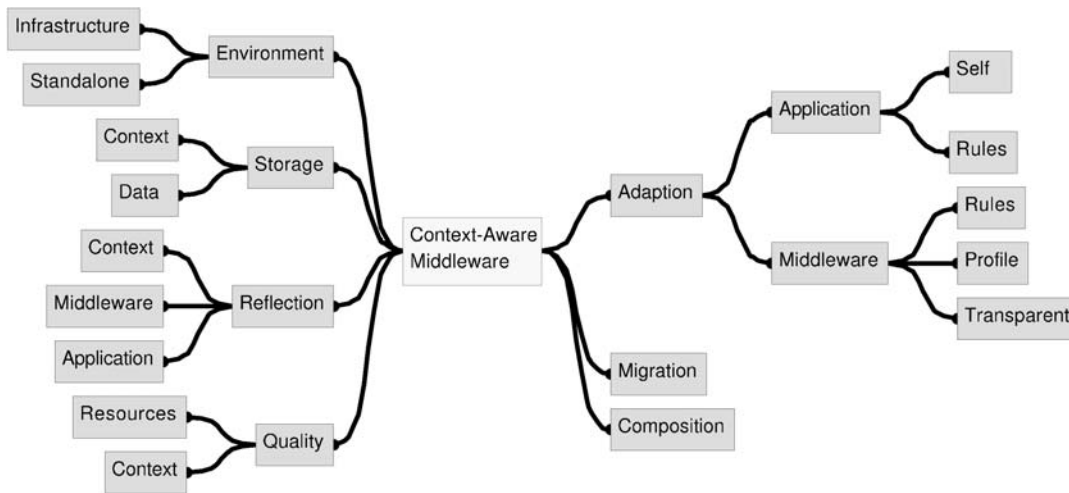 Infrastructure
Standalone
Environment
Context
Data
Storage
Context
Middleware
Application
Reflection
Resources
Context
Quality
Context-Aware
Middleware
Adaption
Application
Self
Rules
Middleware
Rules
Profile
Transparent
Migration
Composition